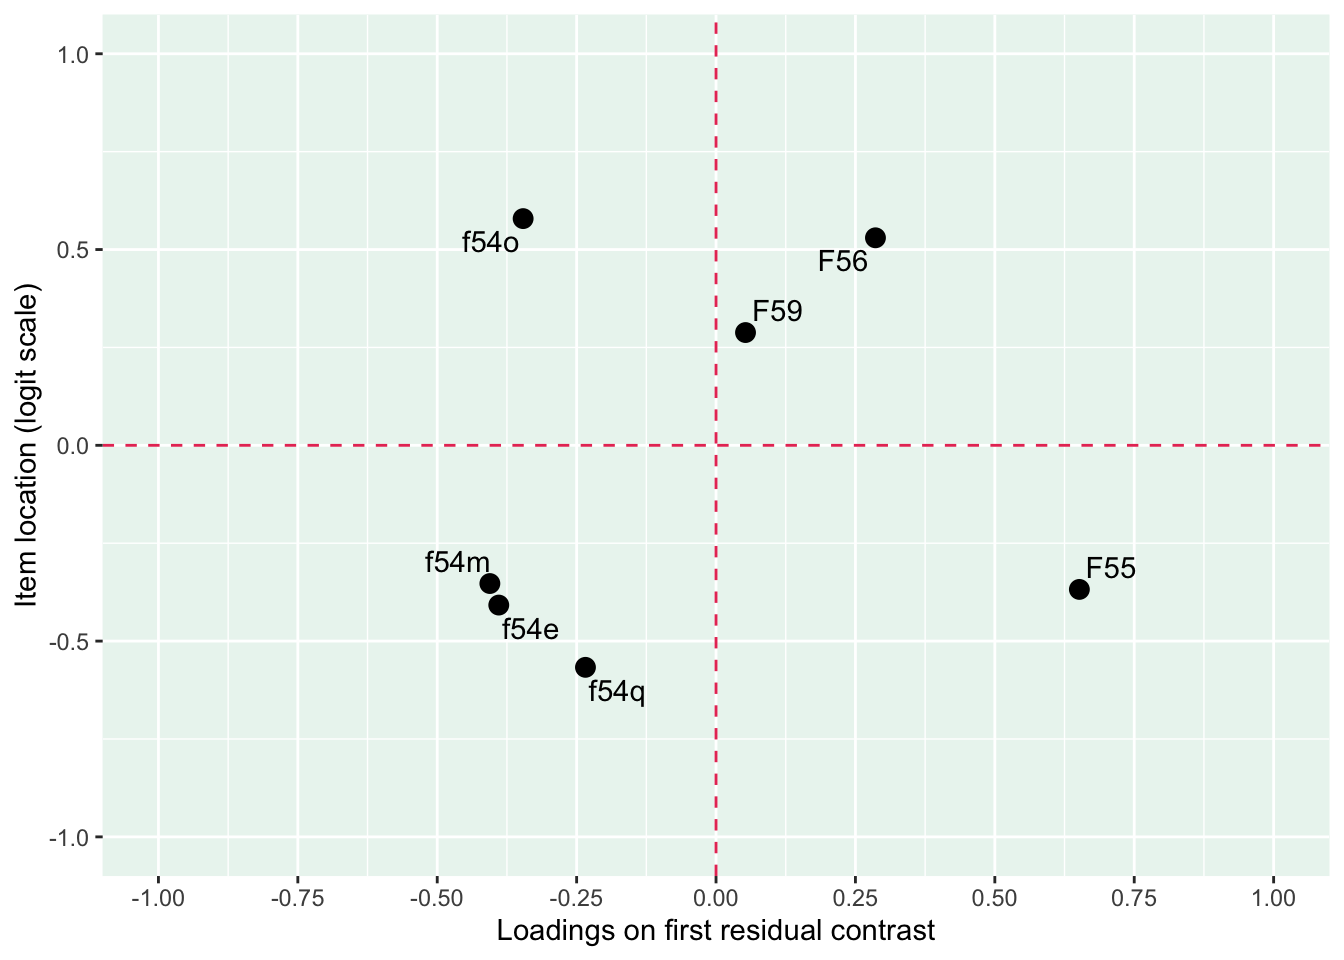 1.0
0.5
0.0
-0.5
-1.0
Item location (logit scale)
f54o
F56
F59
f54m
f54e
f54q
F55
-1.00 -0.75 -0.50 -0.25 0.00 0.25 0.50 0.75 1.00
Loadings on first residual contrast